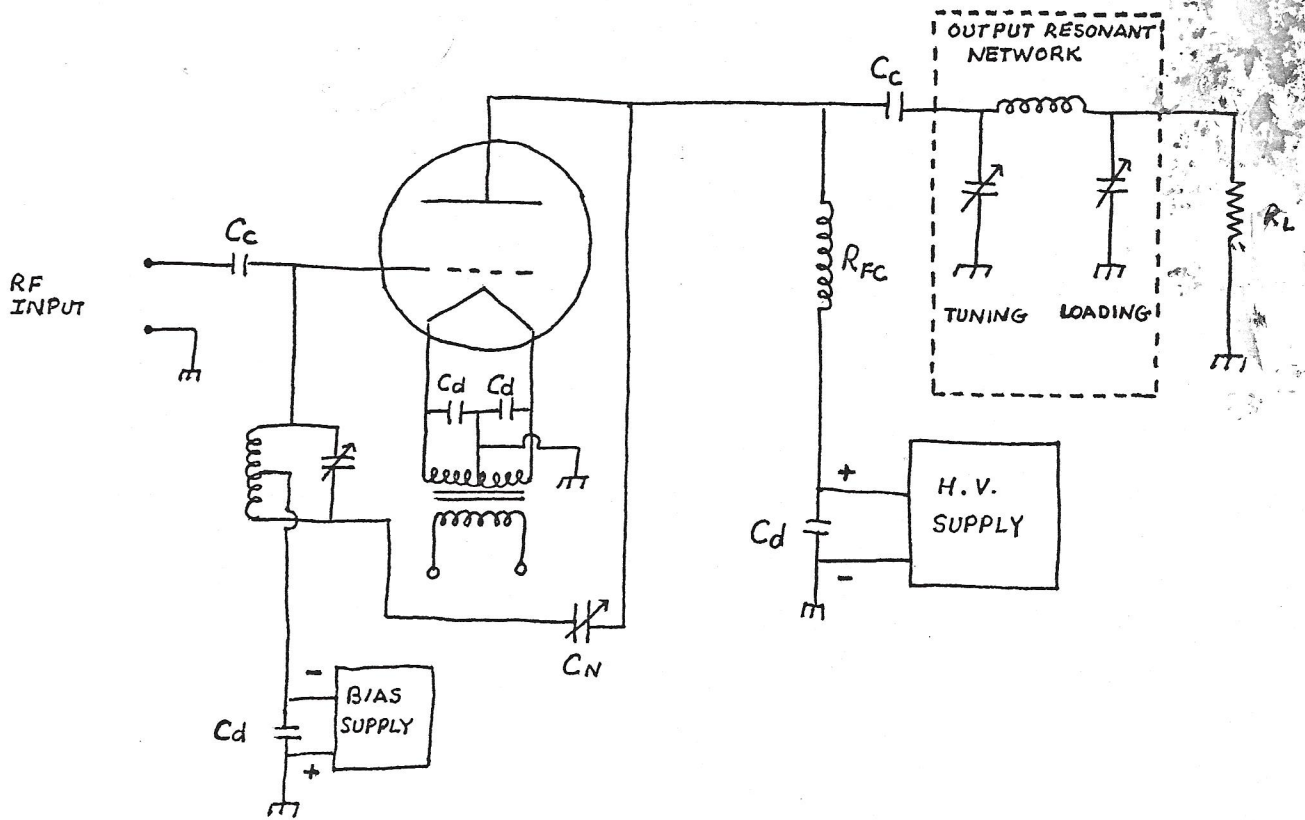 OUTPUT RESONANT
NETWORK
Cc
Cc
RF
INPUT
RFC
RL
TUNING
LOADING
Cd
Cd
+
H.V.
SUPPLY
Cd
-
CN
-
BIAS
SUPPLY
Cd
+